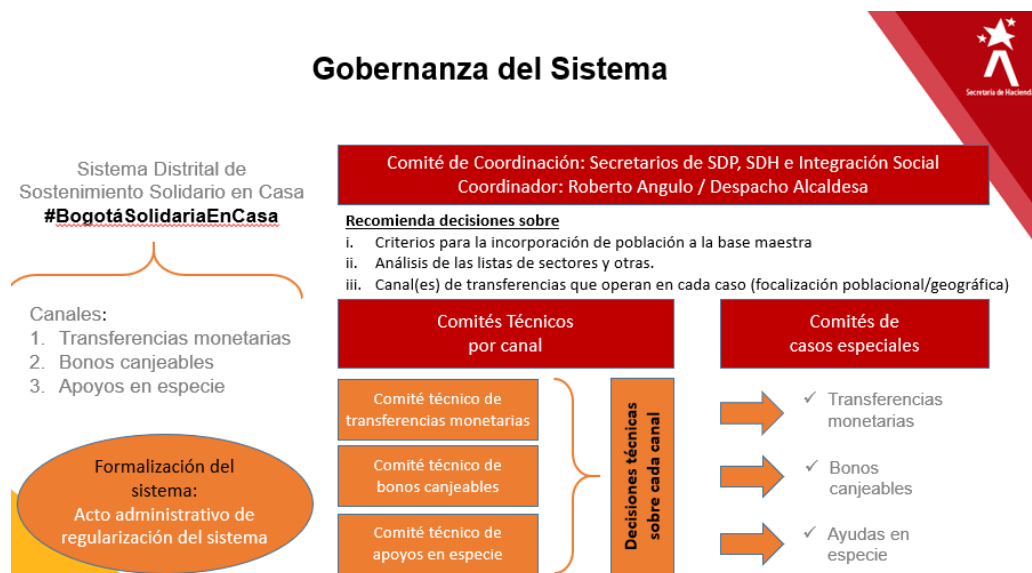 Gobernanza del Sistema
Secretaría de Hacienda
Sistema Distrital de
Sostenimiento Solidario en Casa
#BogotáSolidariaEnCasa
Canales:
1. Transferencias monetarias
2. Bonos canjeables
3. Apoyos en especie
Formalización del
sistema:
Acto administrativo de
regularización del sistema
Comité de Coordinación: Secretarios de SDP, SDH e Integración Social
Coordinador: Roberto Angulo / Despacho Alcaldesa
Recomienda decisiones sobre
i. Criterios para la incorporación de población a la base maestra
ii. Análisis de las listas de sectores y otras.
iii. Canal(es) de transferencias que operan en cada caso (focalización poblacional/geográfica)
Comités Técnicos
por canal
Comité técnico de
transferencias monetarias
Comité técnico de
bonos canjeables
Comité técnico de
apoyos en especie
Decisiones técnicas
sobre cada canal
Comités de
casos especiales
✓ Transferencias
monetarias
✓ Bonos
canjeables
✓ Ayudas en
especie